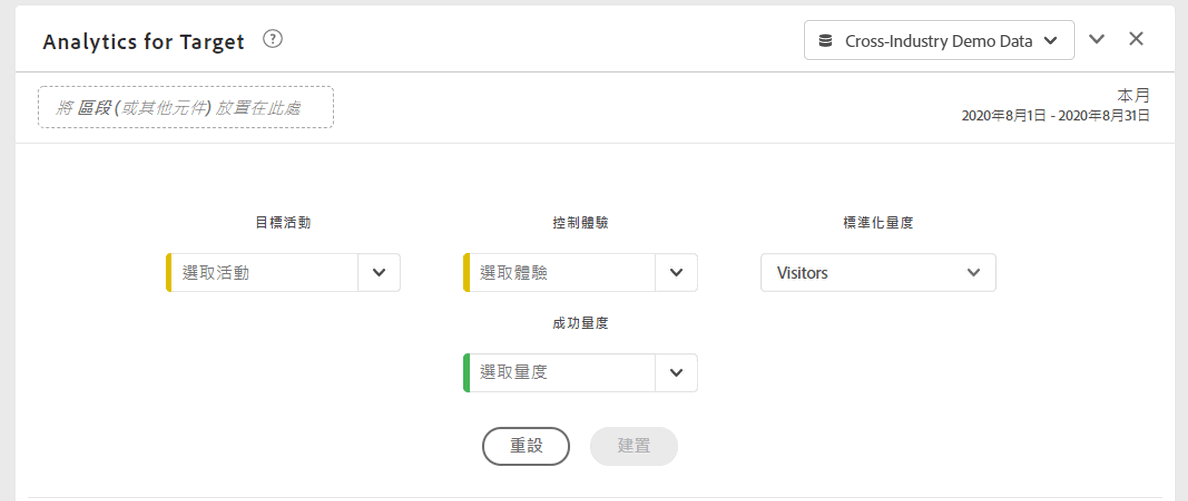 Analytics for Target
Cross-Industry Demo Data
將 區段 (或其他元件) 放置在此處
本月
2020年8月1日 - 2020年8月31日
目標活動
控制體驗
標準化量度
選取活動
選取體驗
Visitors
成功量度
選取量度
重設
建置